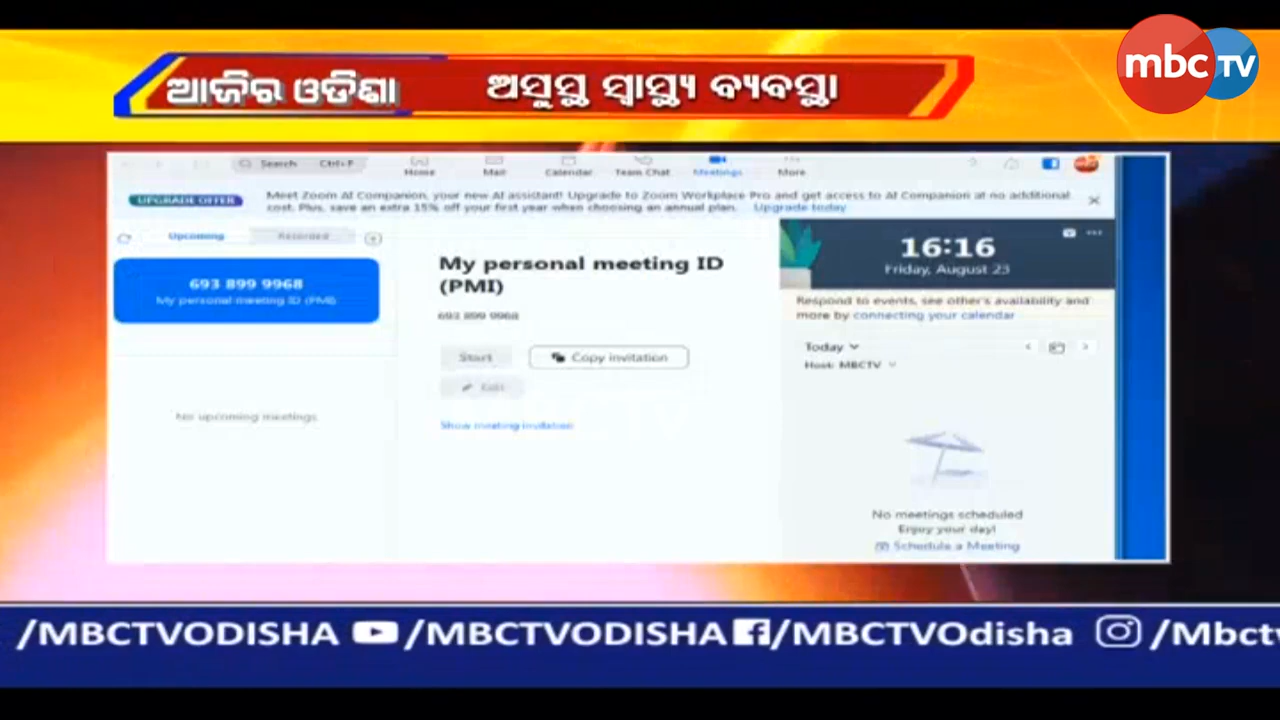 ଆଜିର ଓଡିଶା
ଅସୁସ୍ଥ ସ୍ୱାସ୍ଥ୍ୟ ବ୍ୟବସ୍ଥା
mbc TV
Search Ctrl+F
Home
Mail
Calendar
Team Chat
Meetings
More
UPGRADE OFFER
Meet Zoom AI Companion, your new AI assistant! Upgrade to Zoom Workplace Pro and get access to AI Companion at no additional
cost. Plus, save an extra 15% off your first year when choosing an annual plan. Upgrade today
Upcoming
Recorded
693 899 9968
My personal meeting ID (PMI)
No upcoming meetings
My personal meeting ID
(PMI)
693 899 9968
Start
Copy invitation
Edit
Show meeting invitation
16:16
Friday, August 23
Respond to events, see other's availability and
more by connecting your calendar
Today
Host: MBCTV
No meetings scheduled
Enjoy your day!
Schedule a Meeting
/MBCTVODISHA /MBCTVODISHA /MBCTVOdisha /Mbctv